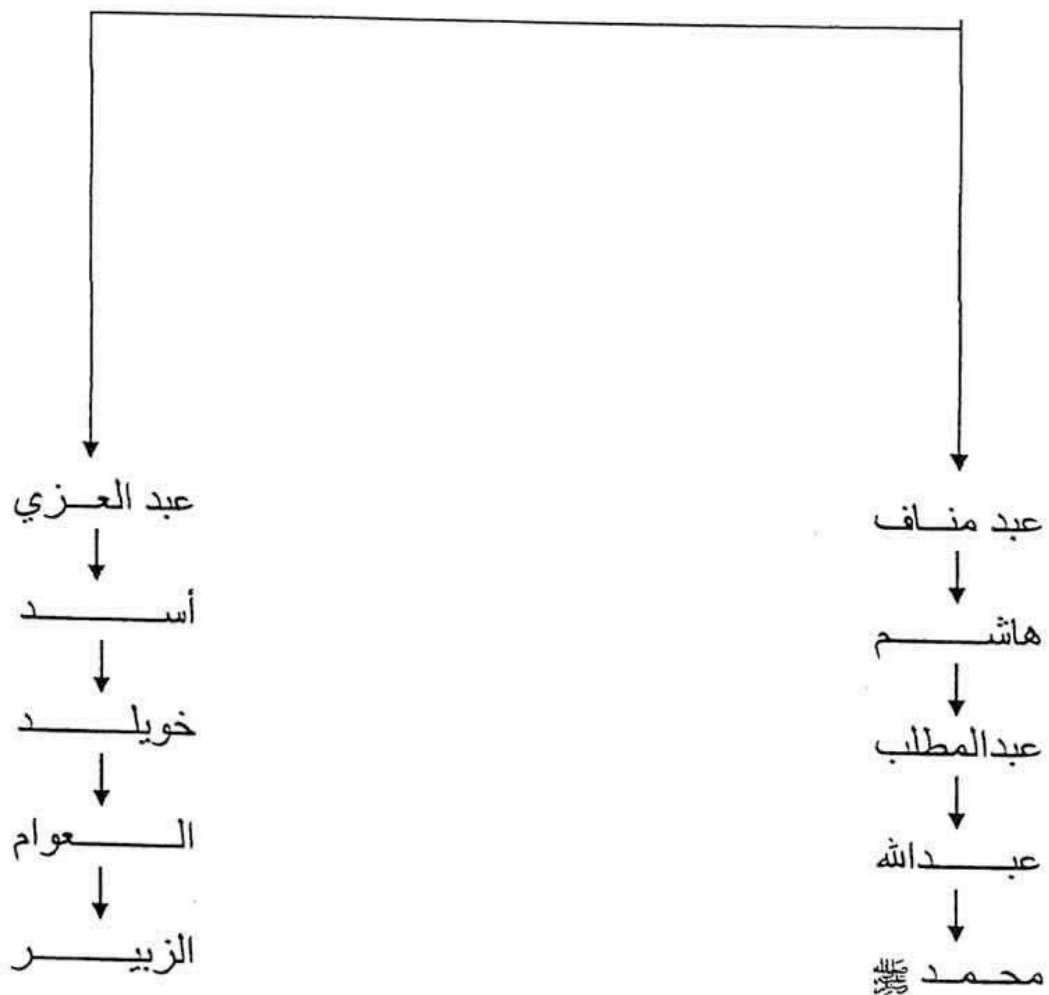 عبد مناف
هاشم
عبدالمطلب
عبدالله
محمد ﷺ
عبد العزي
أسد
خويلد
العوام
الزبير